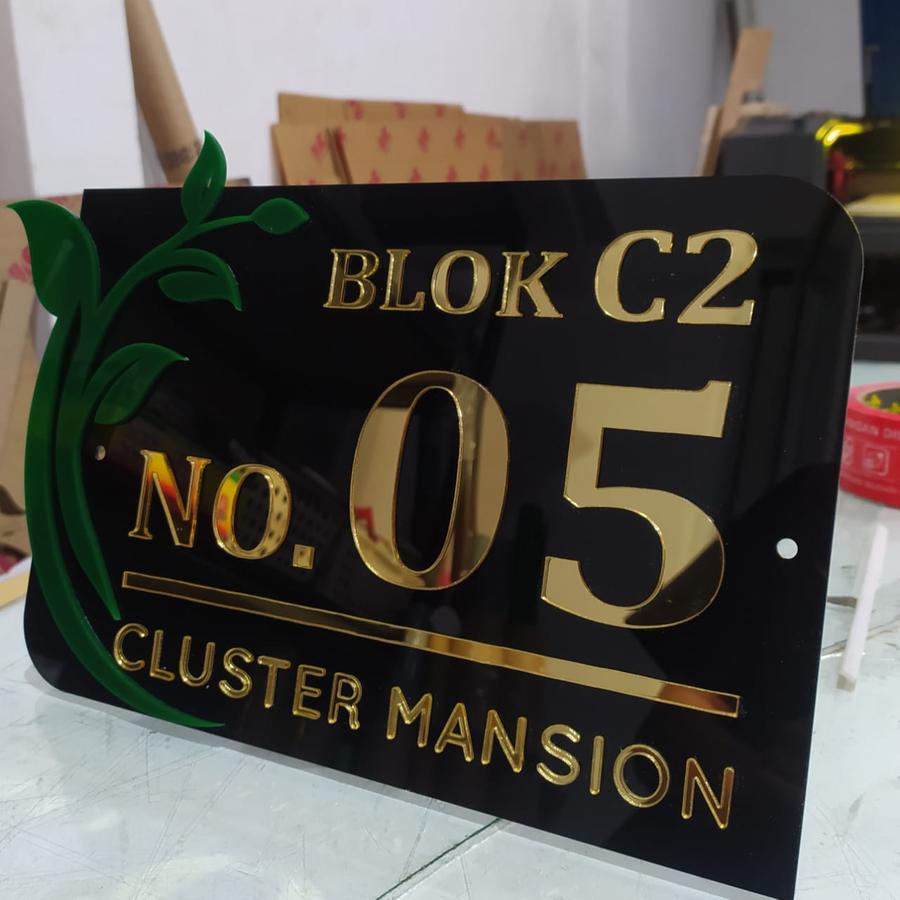 BLOK C2
NO. 05
CLUSTER MANSION